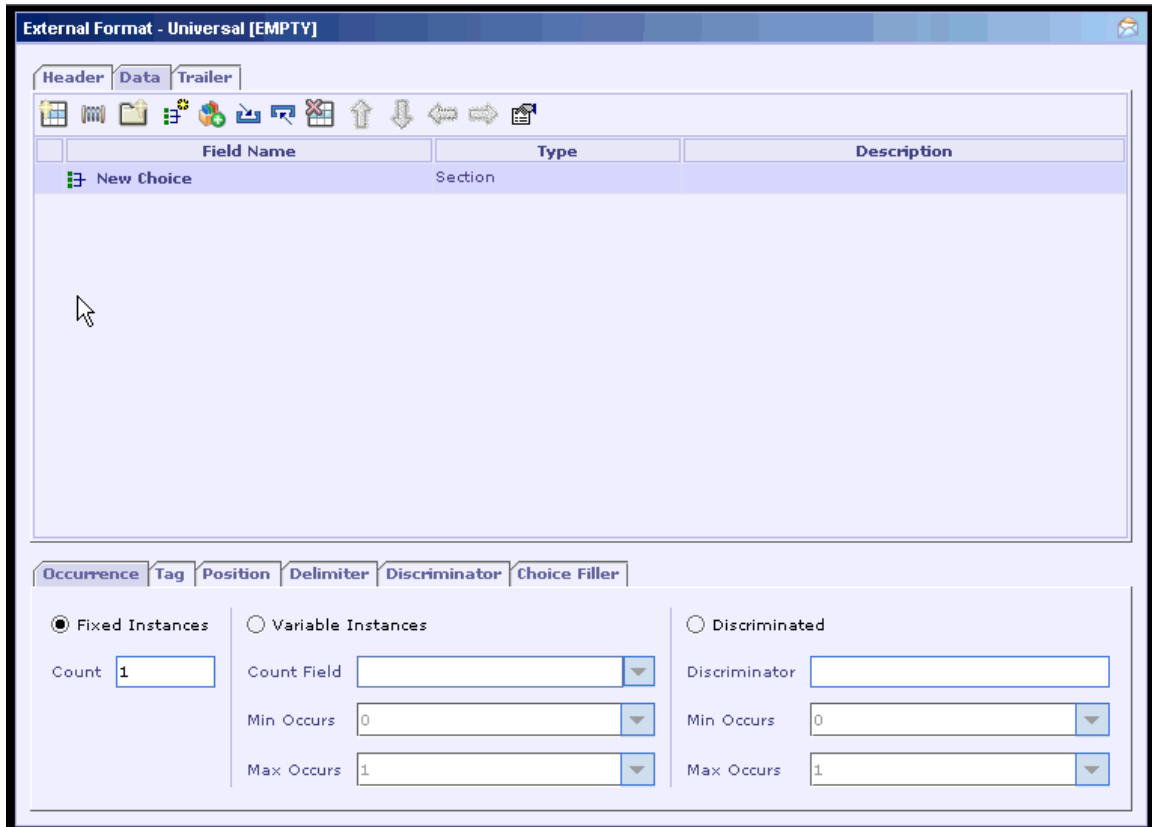 External Format - Universal [EMPTY]
Header Data Trailer
Field Name Type Description
New Choice Section
Occurrence Tag Position Delimiter Discriminator Choice Filler
Fixed Instances Variable Instances Discriminated
Count 1 Count Field Discriminator
Min Occurs 0 Min Occurs 0
Max Occurs 1 Max Occurs 1